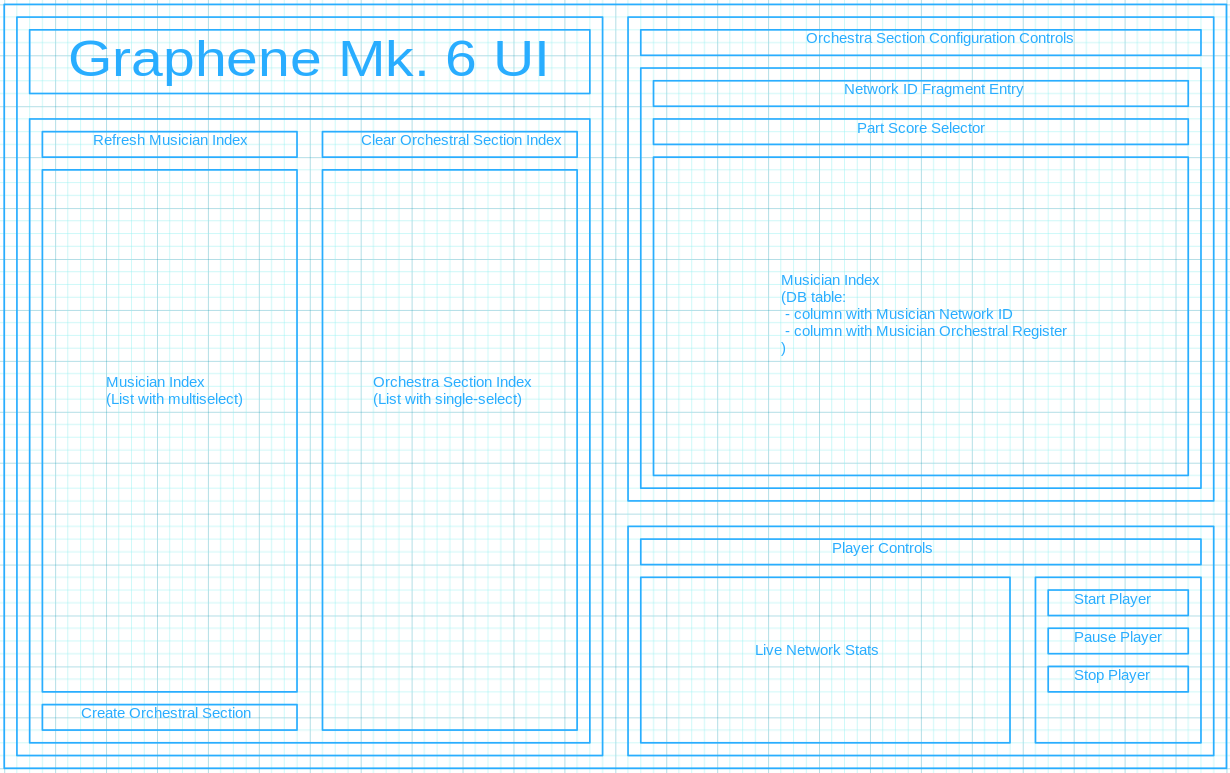 Graphene Mk. 6 UI
Refresh Musician Index
Clear Orchestral Section Index
Musician Index
(List with multiselect)
Orchestra Section Index
(List with single-select)
Create Orchestral Section
Orchestra Section Configuration Controls
Network ID Fragment Entry
Part Score Selector
Musician Index
(DB table:
- column with Musician Network ID
- column with Musician Orchestral Register
)
Player Controls
Live Network Stats
Start Player
Pause Player
Stop Player